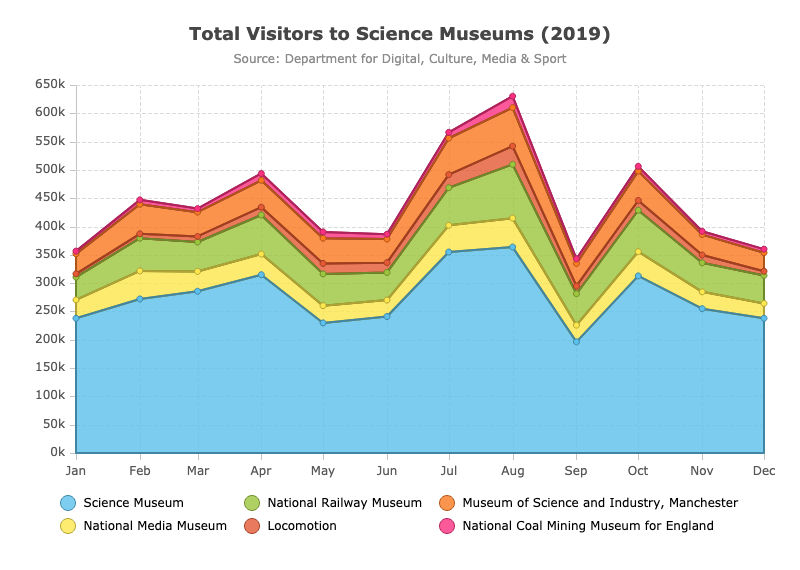 Total Visitors to Science Museums (2019)
Source: Department for Digital, Culture, Media & Sport
650k
600k
550k
500k
450k
400k
350k
300k
250k
200k
150k
100k
50k
0k
Jan Feb Mar Apr May Jun Jul Aug Sep Oct Nov Dec
Science Museum National Railway Museum Museum of Science and Industry, Manchester
National Media Museum Locomotion National Coal Mining Museum for England